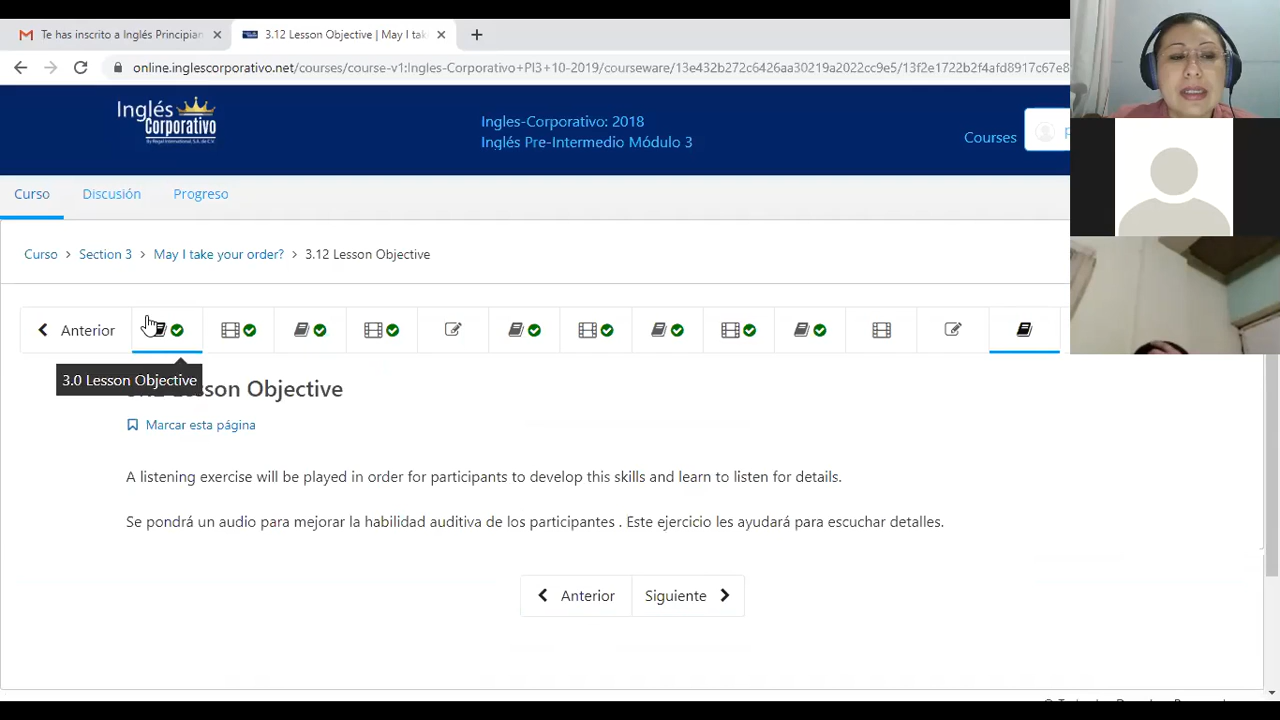 Te has inscrito a Inglés Principian
3.12 Lesson Objective | May I tak
online.inglescorporativo.net/courses/course-v1:Ingles-Corporativo+PI3+10-2019/courseware/13e432b272c6426aa30219a2022cc9e5/13f2e1722b2f4afd8917c67e8
Inglés
Corporativo
Ingles-Corporativo: 2018
Inglés Pre-Intermedio Módulo 3
Courses
Curso
Discusión
Progreso
Curso > Section 3 > May I take your order? > 3.12 Lesson Objective
Anterior
3.0 Lesson Objective
Lesson Objective
Marcar esta página
A listening exercise will be played in order for participants to develop this skills and learn to listen for details.
Se pondrá un audio para mejorar la habilidad auditiva de los participantes . Este ejercicio les ayudará para escuchar detalles.
Anterior
Siguiente